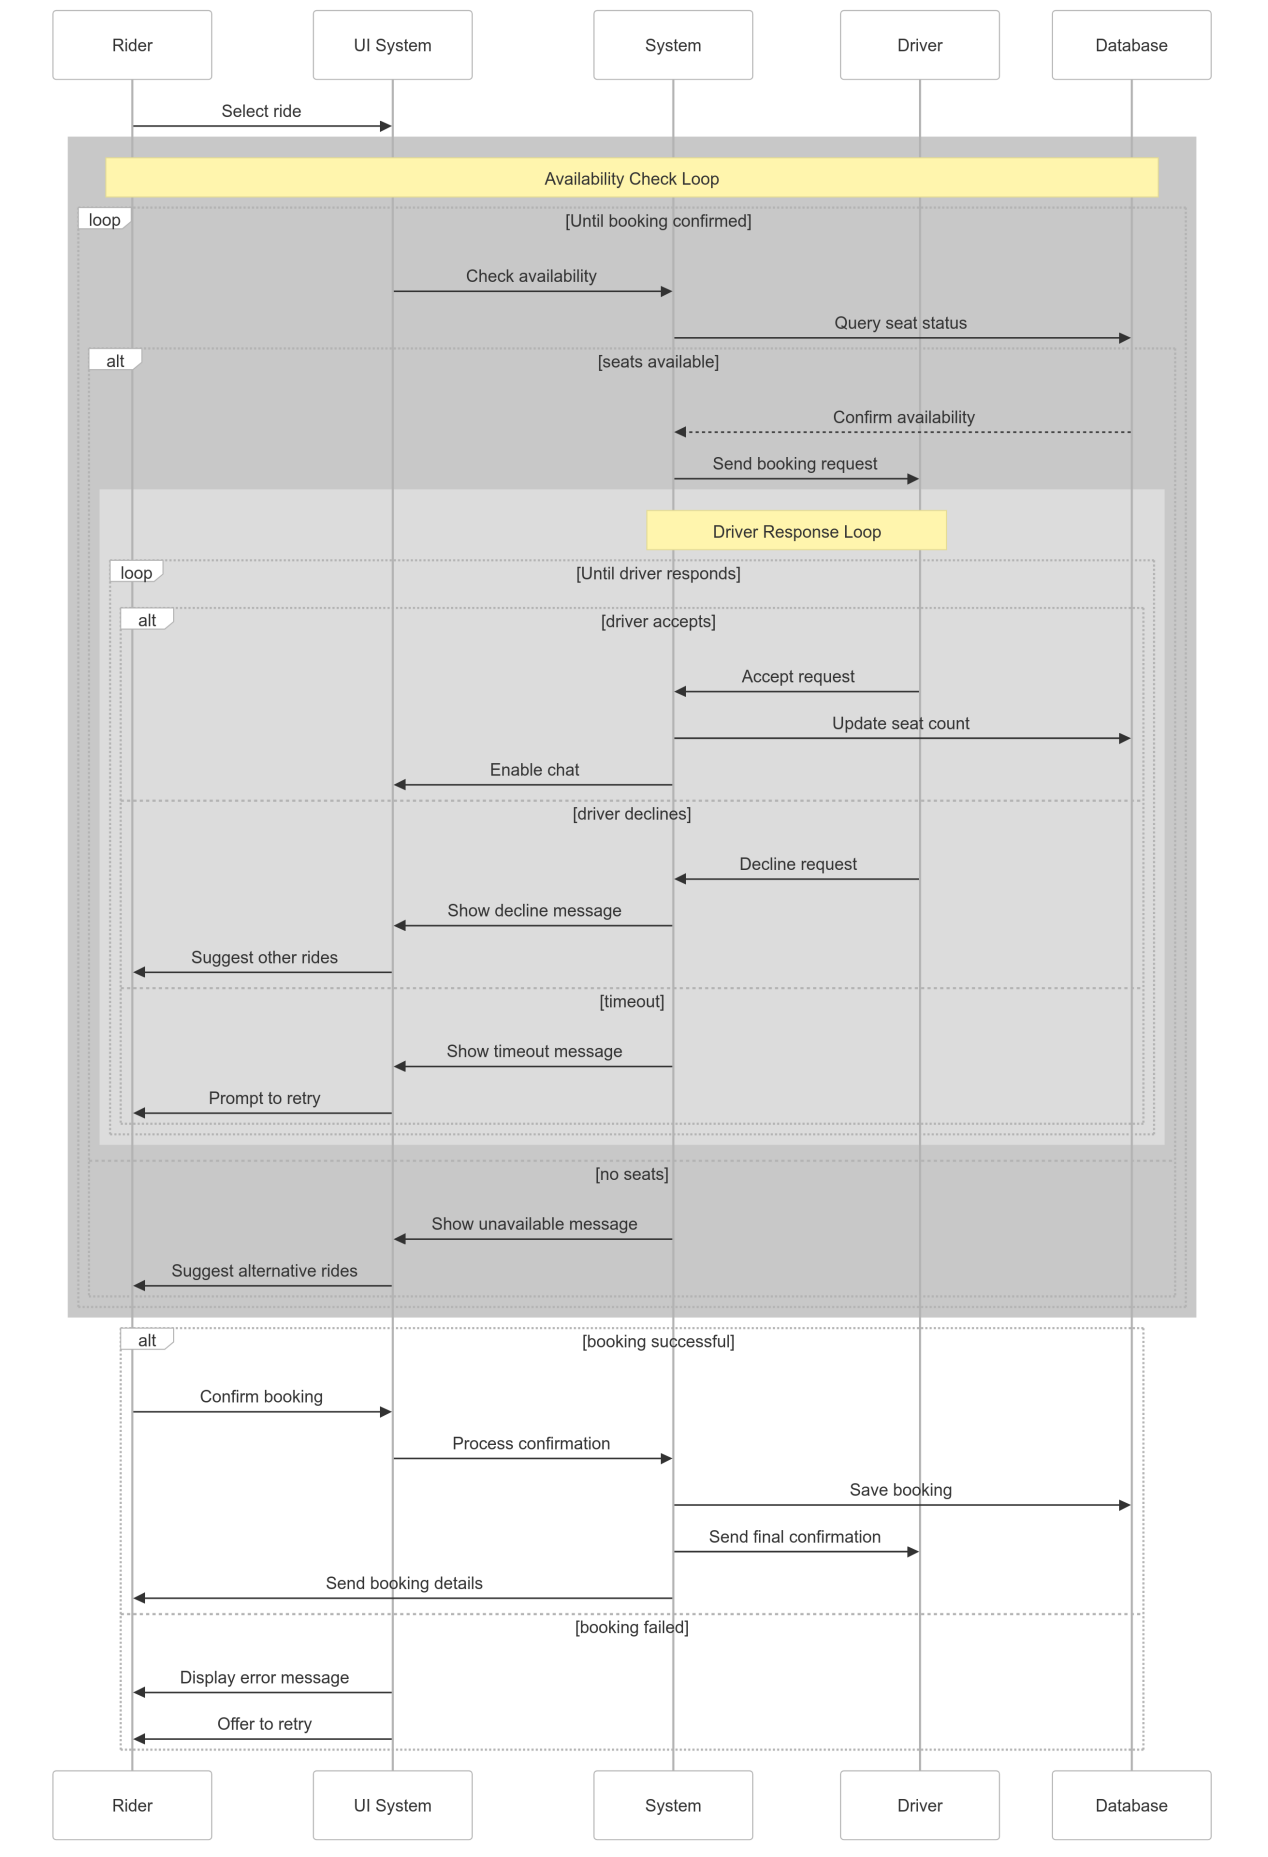 Rider
UI System
System
Driver
Database
Select ride
Availability Check Loop
loop
[Until booking confirmed]
Check availability
Query seat status
alt
[seats available]
Confirm availability
Send booking request
Driver Response Loop
loop
[Until driver responds]
alt
[driver accepts]
Accept request
Update seat count
Enable chat
[driver declines]
Decline request
Show decline message
Suggest other rides
[timeout]
Show timeout message
Prompt to retry
[no seats]
Show unavailable message
Suggest alternative rides
alt
[booking successful]
Confirm booking
Process confirmation
Save booking
Send final confirmation
Send booking details
[booking failed]
Display error message
Offer to retry
Rider
UI System
System
Driver
Database